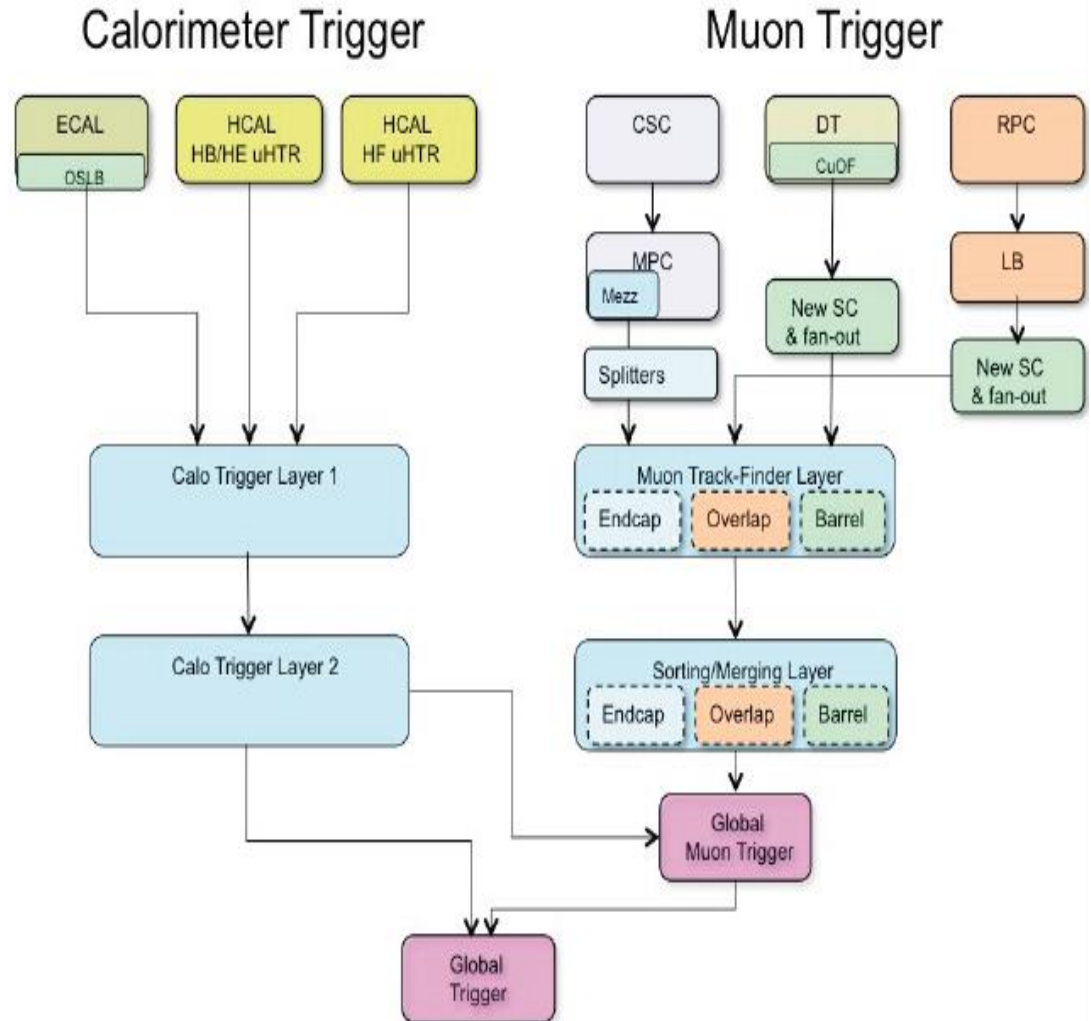 Calorimeter Trigger
Muon Trigger
ECAL
OSLB
HCAL
HB/HE uHTR
HCAL
HF uHTR
CSC
DT
CuOF
RPC
MPC
Mezz
LB
New SC
& fan-out
Splitters
New SC
& fan-out
Calo Trigger Layer 1
Muon Track-Finder Layer
Endcap
Overlap
Barrel
Calo Trigger Layer 2
Sorting/Merging Layer
Endcap
Overlap
Barrel
Global
Muon Trigger
Global
Trigger